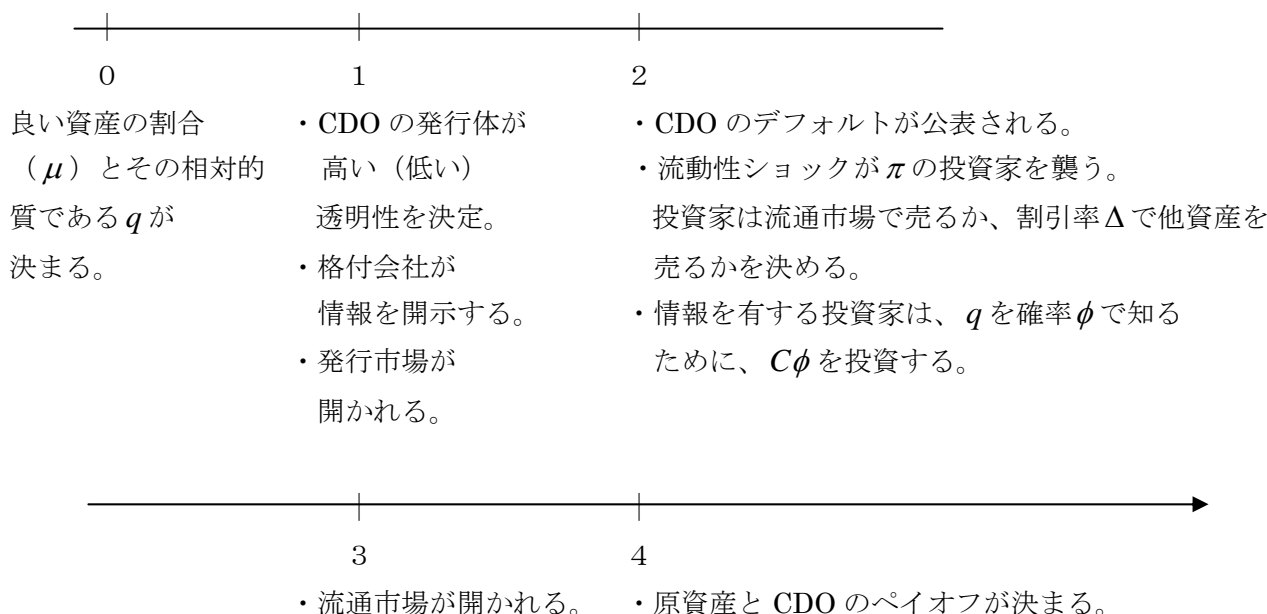 0 1 2
良い資産の割合 ・CDO の発行体が ・CDO のデフォルトが公表される。
(μ)とその相対的 高い(低い) ・流動性ショックが π の投資家を襲う。
質である q が 透明性を決定。 投資家は流通市場で売るか、割引率 Δ で他資産を
決まる。 ・格付会社が 売るかを決める。
情報を開示する。 ・情報を有する投資家は、q を確率 φ で知る
・発行市場が ために、Cφ を投資する。
開かれる。
3 4
・流通市場が開かれる。 ・原資産と CDO のペイオフが決まる。